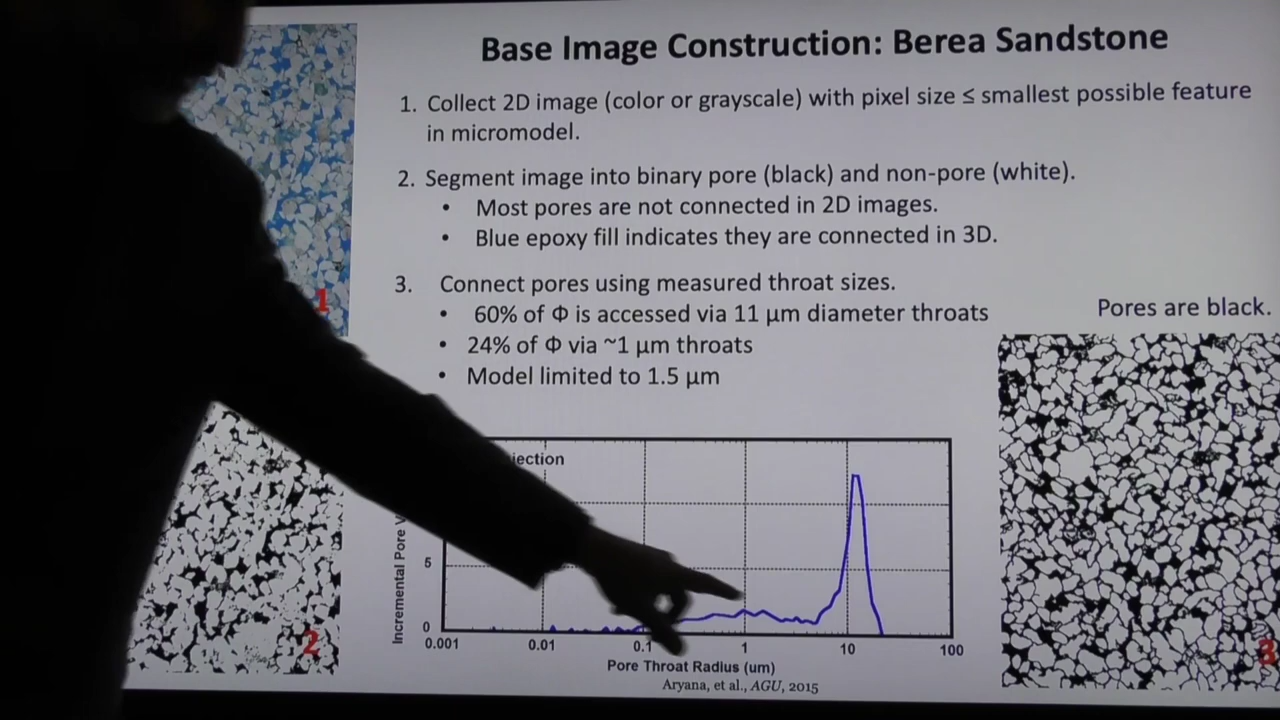 Base Image Construction: Berea Sandstone
1. Collect 2D image (color or grayscale) with pixel size ≤ smallest possible feature
in micromodel.
2. Segment image into binary pore (black) and non-pore (white).
• Most pores are not connected in 2D images.
• Blue epoxy fill indicates they are connected in 3D.
3. Connect pores using measured throat sizes.
• 60% of Φ is accessed via 11 μm diameter throats
• 24% of Φ via ~1 μm throats
• Model limited to 1.5 μm
1
Pores are black.
2
3
Incremental Pore
5
0
0.001 0.01 0.1 1 10 100
Pore Throat Radius (um)
Aryana, et al., AGU, 2015